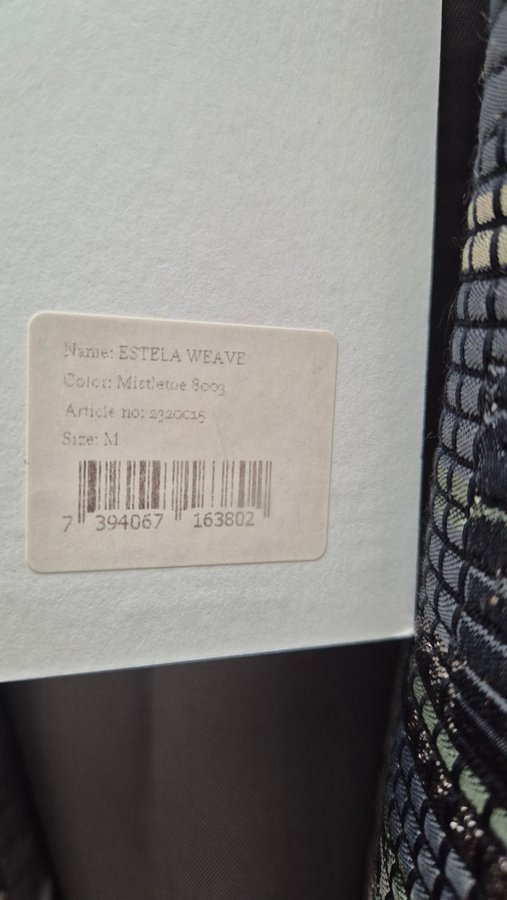 Name: ESTELA WEAVE
Color: Mistletoe 8003
Article no: 2320015
Size: M
7 394067 163802